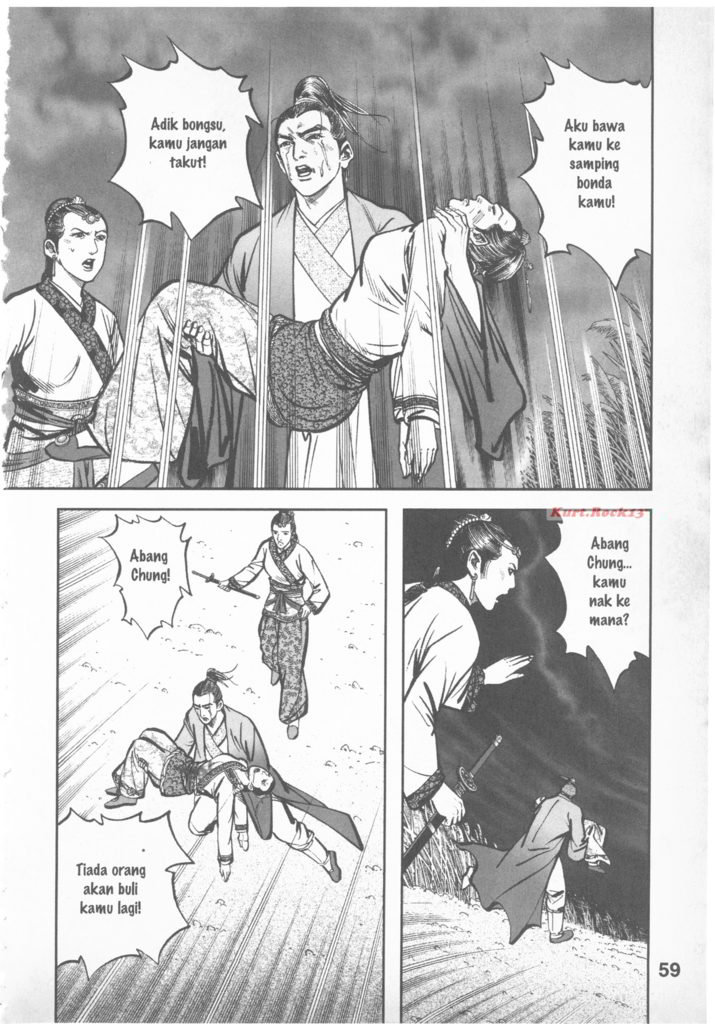 Aku bawa
kamu ke
samping
bonda
kamu!
Adik bongsu,
kamu jangan
takut!
Kurt.Rock13
Abang
Chung...
kamu
nak ke
mana?
Abang
Chung!
Tiada orang
akan buli
kamu lagi!
59